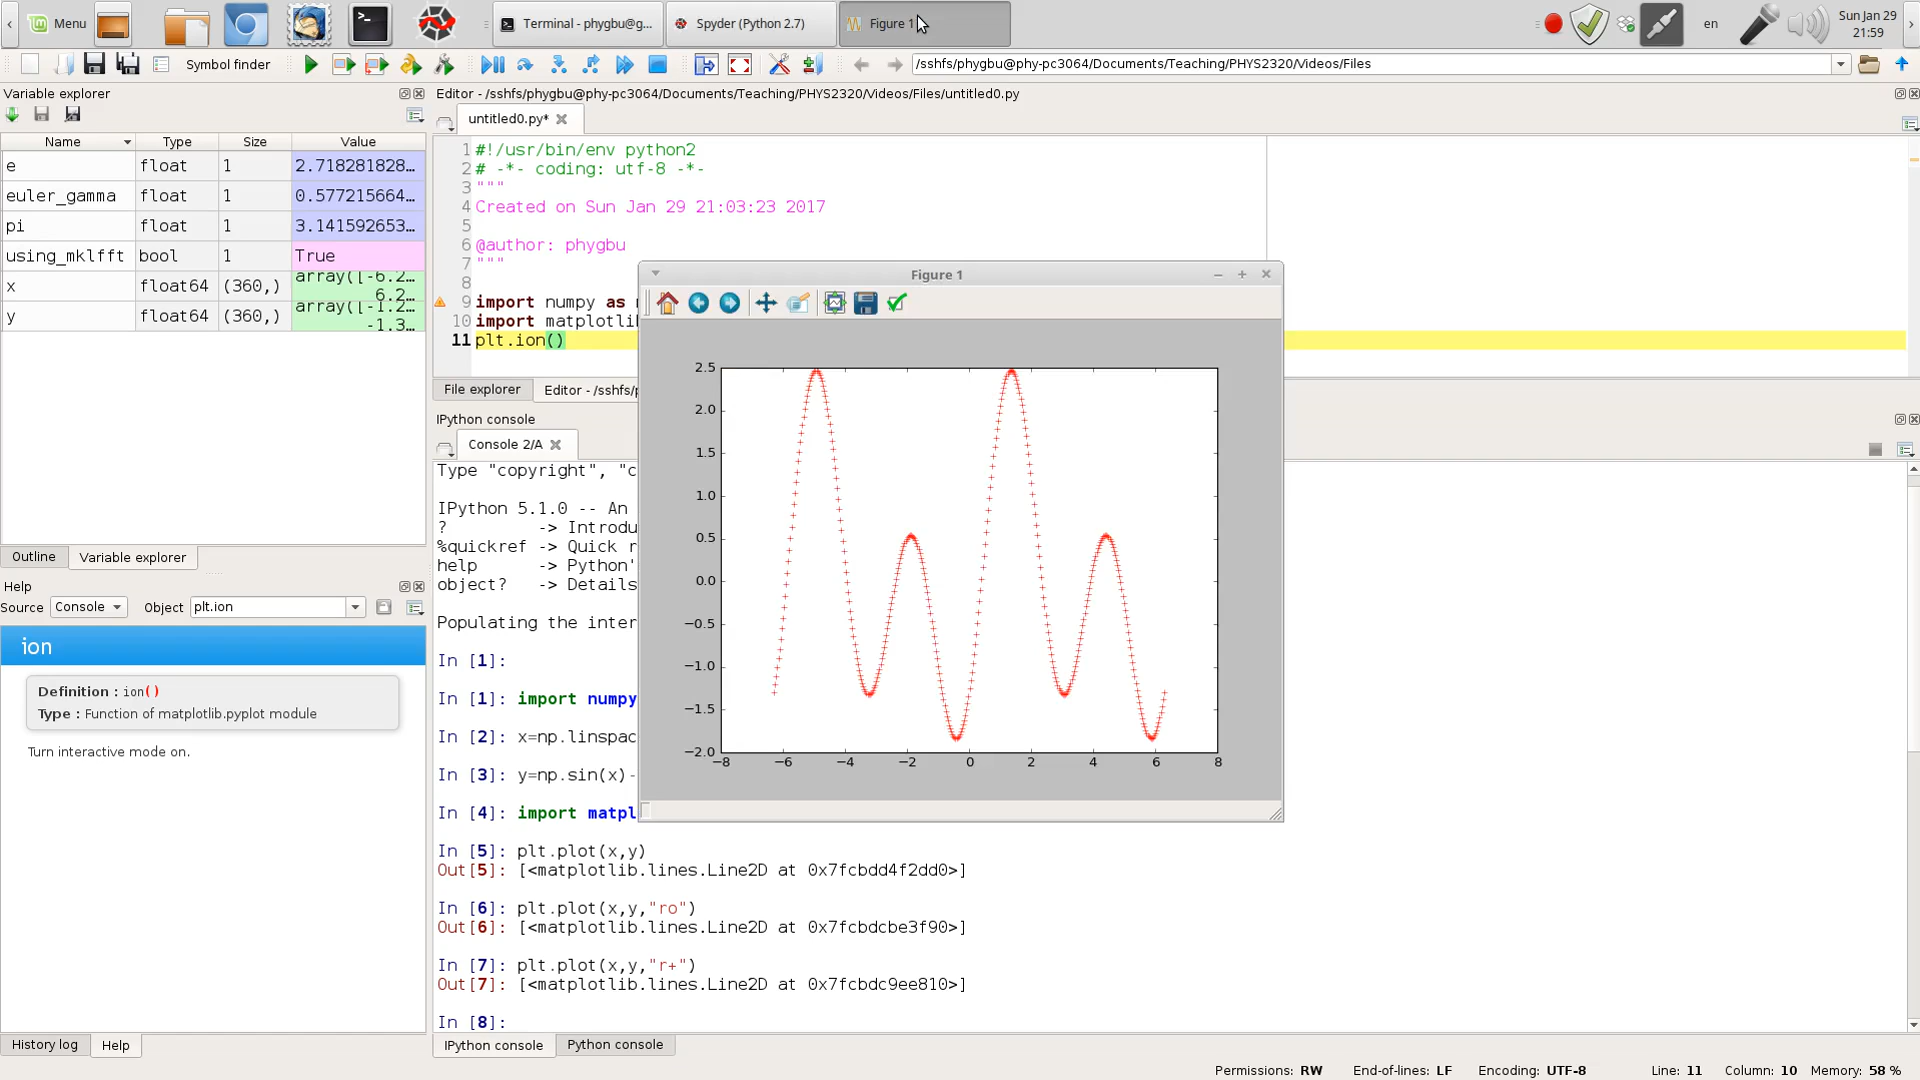 Menu
Terminal - phygbu@g...
Spyder (Python 2.7)
Figure 1
en
Sun Jan 29
21:59
Symbol finder
/sshfs/phygbu@phy-pc3064/Documents/Teaching/PHYS2320/Videos/Files
Variable explorer
Name Type Size Value
e float 1 2.718281828...
euler_gamma float 1 0.577215664...
pi float 1 3.141592653...
using_mklfft bool 1 True
x float64 (360,) array([-6.2...
6.2...
y float64 (360,) array([-1.2...
-1.3...
Outline Variable explorer
Help
Source Console Object plt.ion
ion
Definition : ion()
Type : Function of matplotlib.pyplot module
Turn interactive mode on.
History log Help
Editor - /sshfs/phygbu@phy-pc3064/Documents/Teaching/PHYS2320/Videos/Files/untitled0.py
untitled0.py*
1 #!/usr/bin/env python2
2 # -*- coding: utf-8 -*-
3 """
4 Created on Sun Jan 29 21:03:23 2017
5
6 @author: phygbu
7 """
8
9 import numpy as
10 import matplotli
11 plt.ion()
File explorer Editor - /sshfs/p
IPython console
Console 2/A
Type "copyright", "c
IPython 5.1.0 -- An
? -> Introdu
%quickref -> Quick r
help -> Python'
object? -> Details
Populating the inter
In [1]:
In [1]: import numpy
In [2]: x=np.linspac
In [3]: y=np.sin(x)-
In [4]: import matpl
In [5]: plt.plot(x,y)
Out[5]: [<matplotlib.lines.Line2D at 0x7fcbdd4f2dd0>]
In [6]: plt.plot(x,y,"ro")
Out[6]: [<matplotlib.lines.Line2D at 0x7fcbdcbe3f90>]
In [7]: plt.plot(x,y,"r+")
Out[7]: [<matplotlib.lines.Line2D at 0x7fcbdc9ee810>]
In [8]:
IPython console Python console
Figure 1
2.5
2.0
1.5
1.0
0.5
0.0
−0.5
−1.0
−1.5
−2.0
−8 −6 −4 −2 0 2 4 6 8
Permissions: RW End-of-lines: LF Encoding: UTF-8 Line: 11 Column: 10 Memory: 58 %